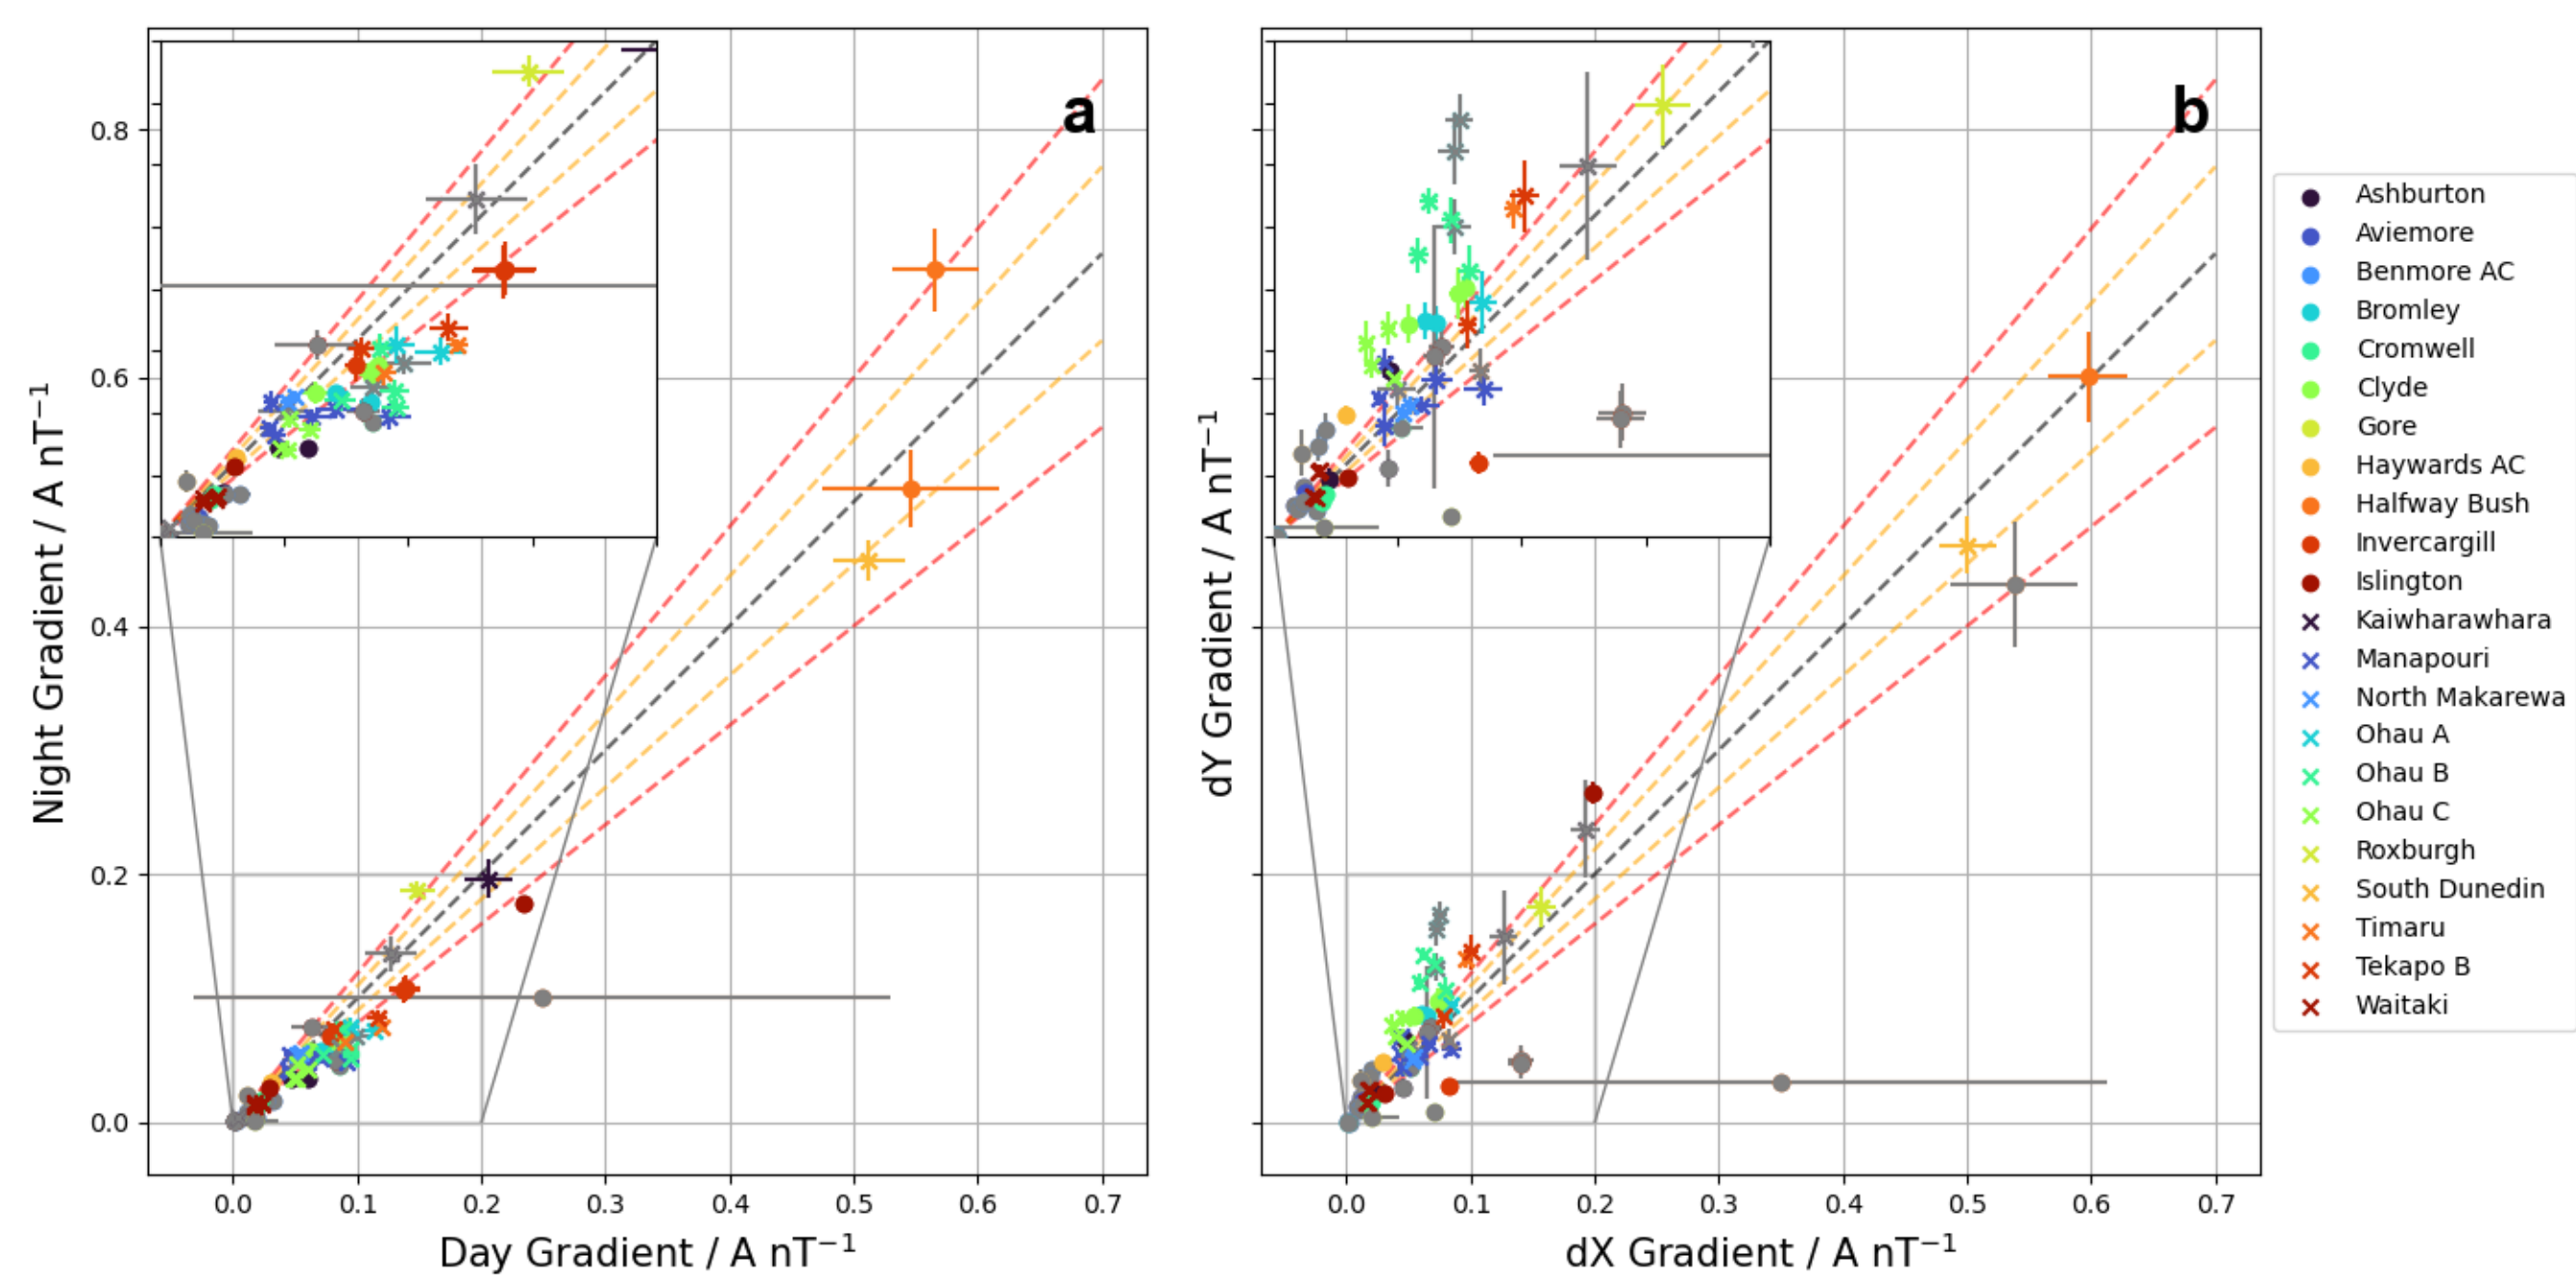 a
0.8
0.6
0.4
0.2
0.0
0.0 0.1 0.2 0.3 0.4 0.5 0.6 0.7
Night Gradient / A nT⁻¹
Day Gradient / A nT⁻¹
b
0.0 0.1 0.2 0.3 0.4 0.5 0.6 0.7
dY Gradient / A nT⁻¹
dX Gradient / A nT⁻¹
Ashburton
Aviemore
Benmore AC
Bromley
Cromwell
Clyde
Gore
Haywards AC
Halfway Bush
Invercargill
Islington
Kaiwharawhara
Manapouri
North Makarewa
Ohau A
Ohau B
Ohau C
Roxburgh
South Dunedin
Timaru
Tekapo B
Waitaki